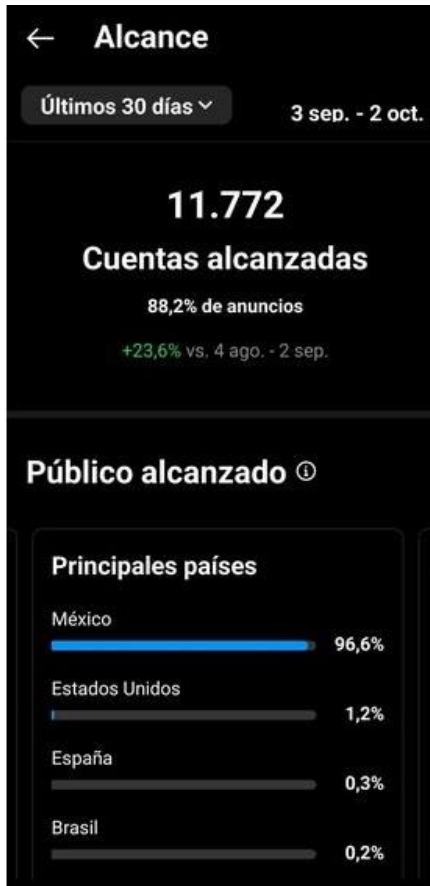 Alcance
Últimos 30 días
3 sep. - 2 oct.
11.772
Cuentas alcanzadas
88,2% de anuncios
+23,6% vs. 4 ago. - 2 sep.
Público alcanzado
Principales países
México
96,6%
Estados Unidos
1,2%
España
0,3%
Brasil
0,2%